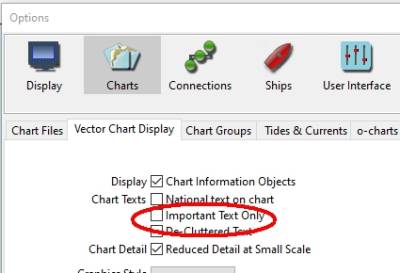 Options
Display Charts Connections Ships User Interface
Chart Files Vector Chart Display Chart Groups Tides & Currents o-charts
Display Chart Information Objects
Chart Texts National text on chart
Important Text Only
De-Cluttered Text
Chart Detail Reduced Detail at Small Scale
Graphics Style